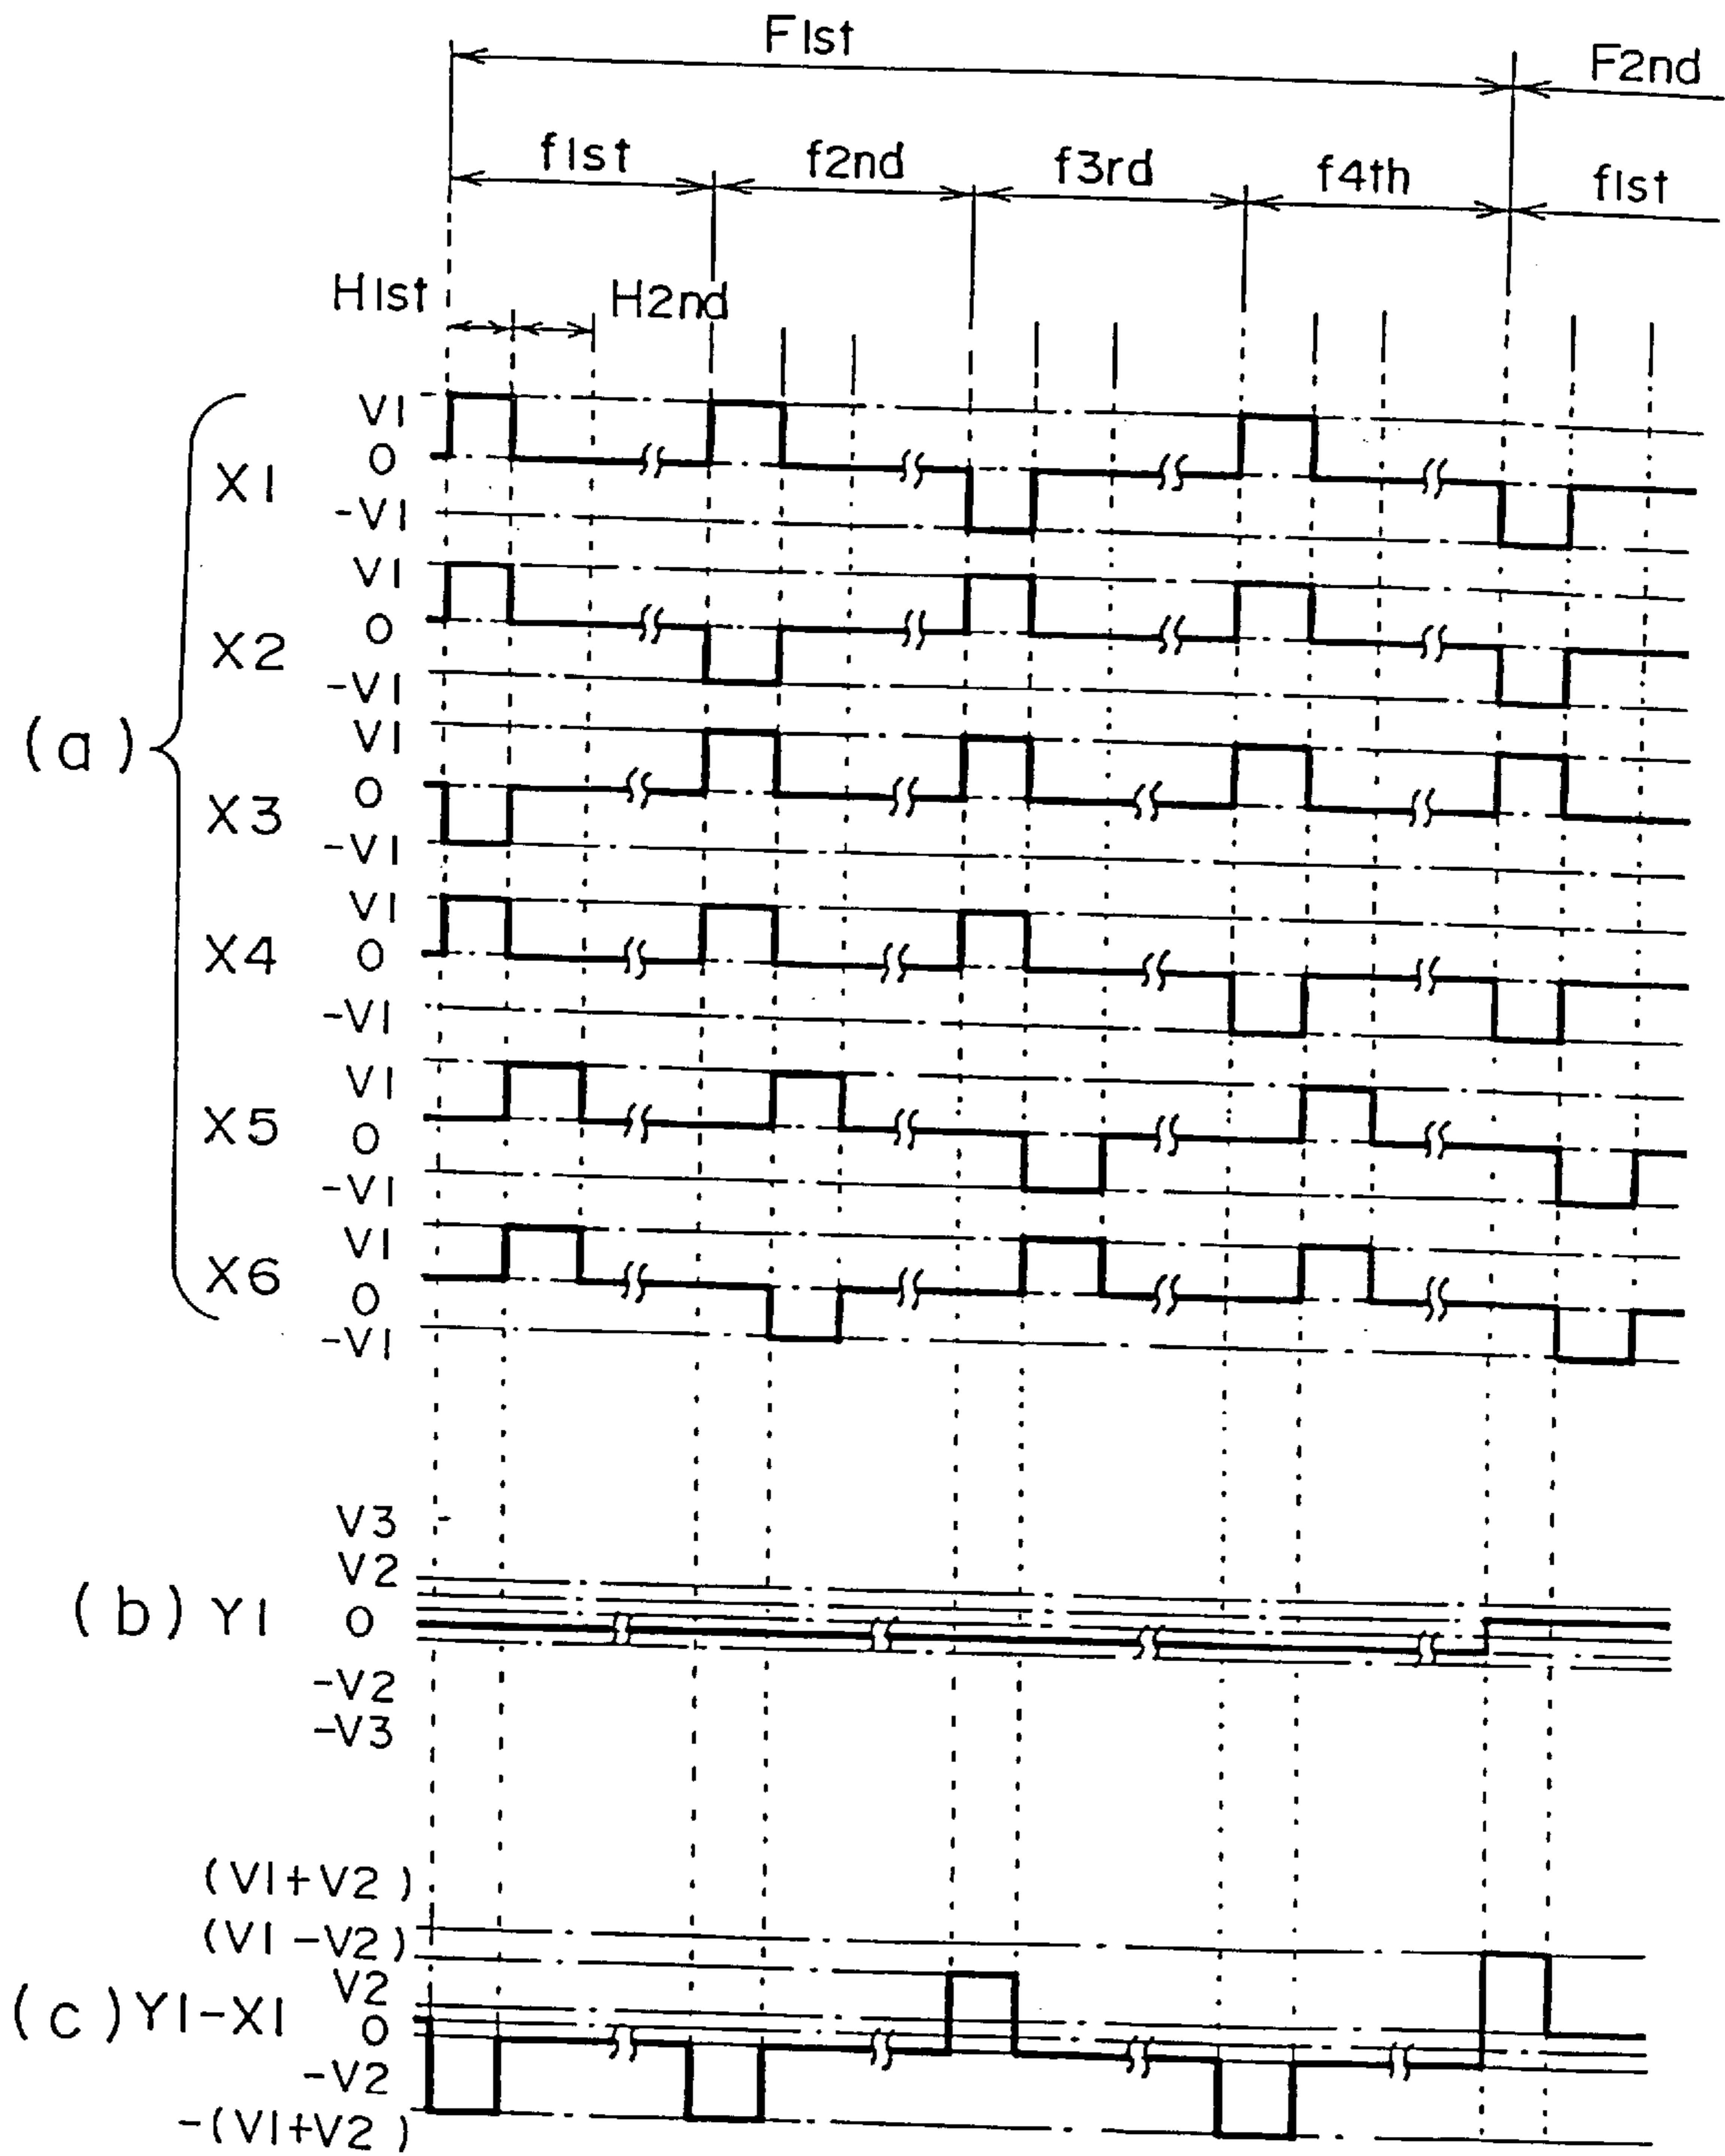 F1st
F2nd
f1st
f2nd
f3rd
f4th
f1st
H1st
H2nd
(a)
X1
V1
0
-V1
X2
V1
0
-V1
X3
V1
0
-V1
X4
V1
0
-V1
X5
V1
0
-V1
X6
V1
0
-V1
(b) Y1
V3
V2
0
-V2
-V3
(c) Y1-X1
(V1+V2)
(V1-V2)
V2
0
-V2
-(V1+V2)